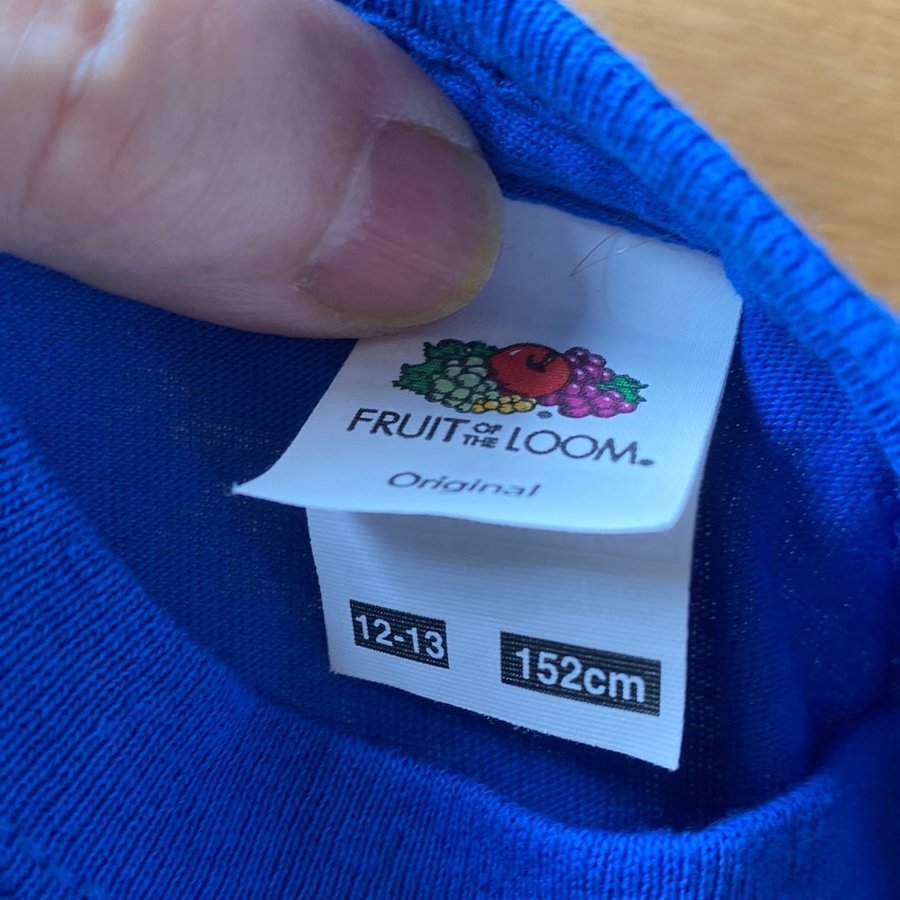 FRUIT OF THE LOOM®
Original
12-13 152cm